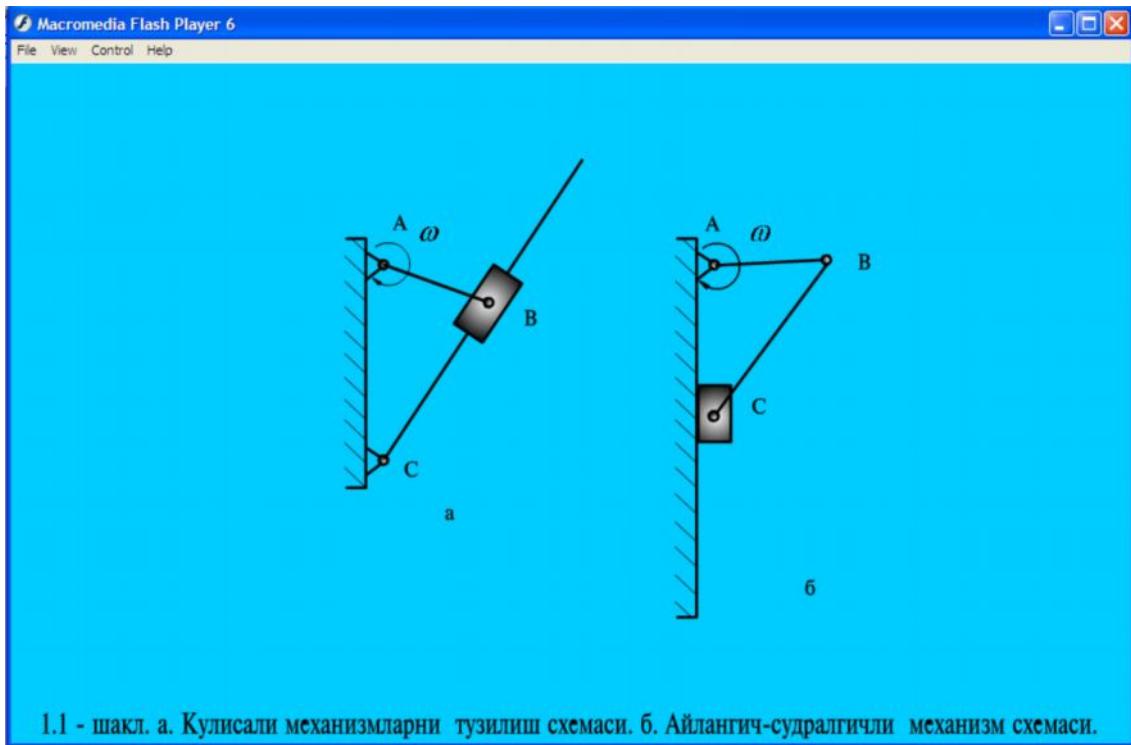 Macromedia Flash Player 6
File View Control Help
A ω
B
C
а
A ω
B
C
б
1.1 - шакл. а. Кулисали механизмларни тузилиш схемаси. б. Айлангич-судралгичли механизм схемаси.